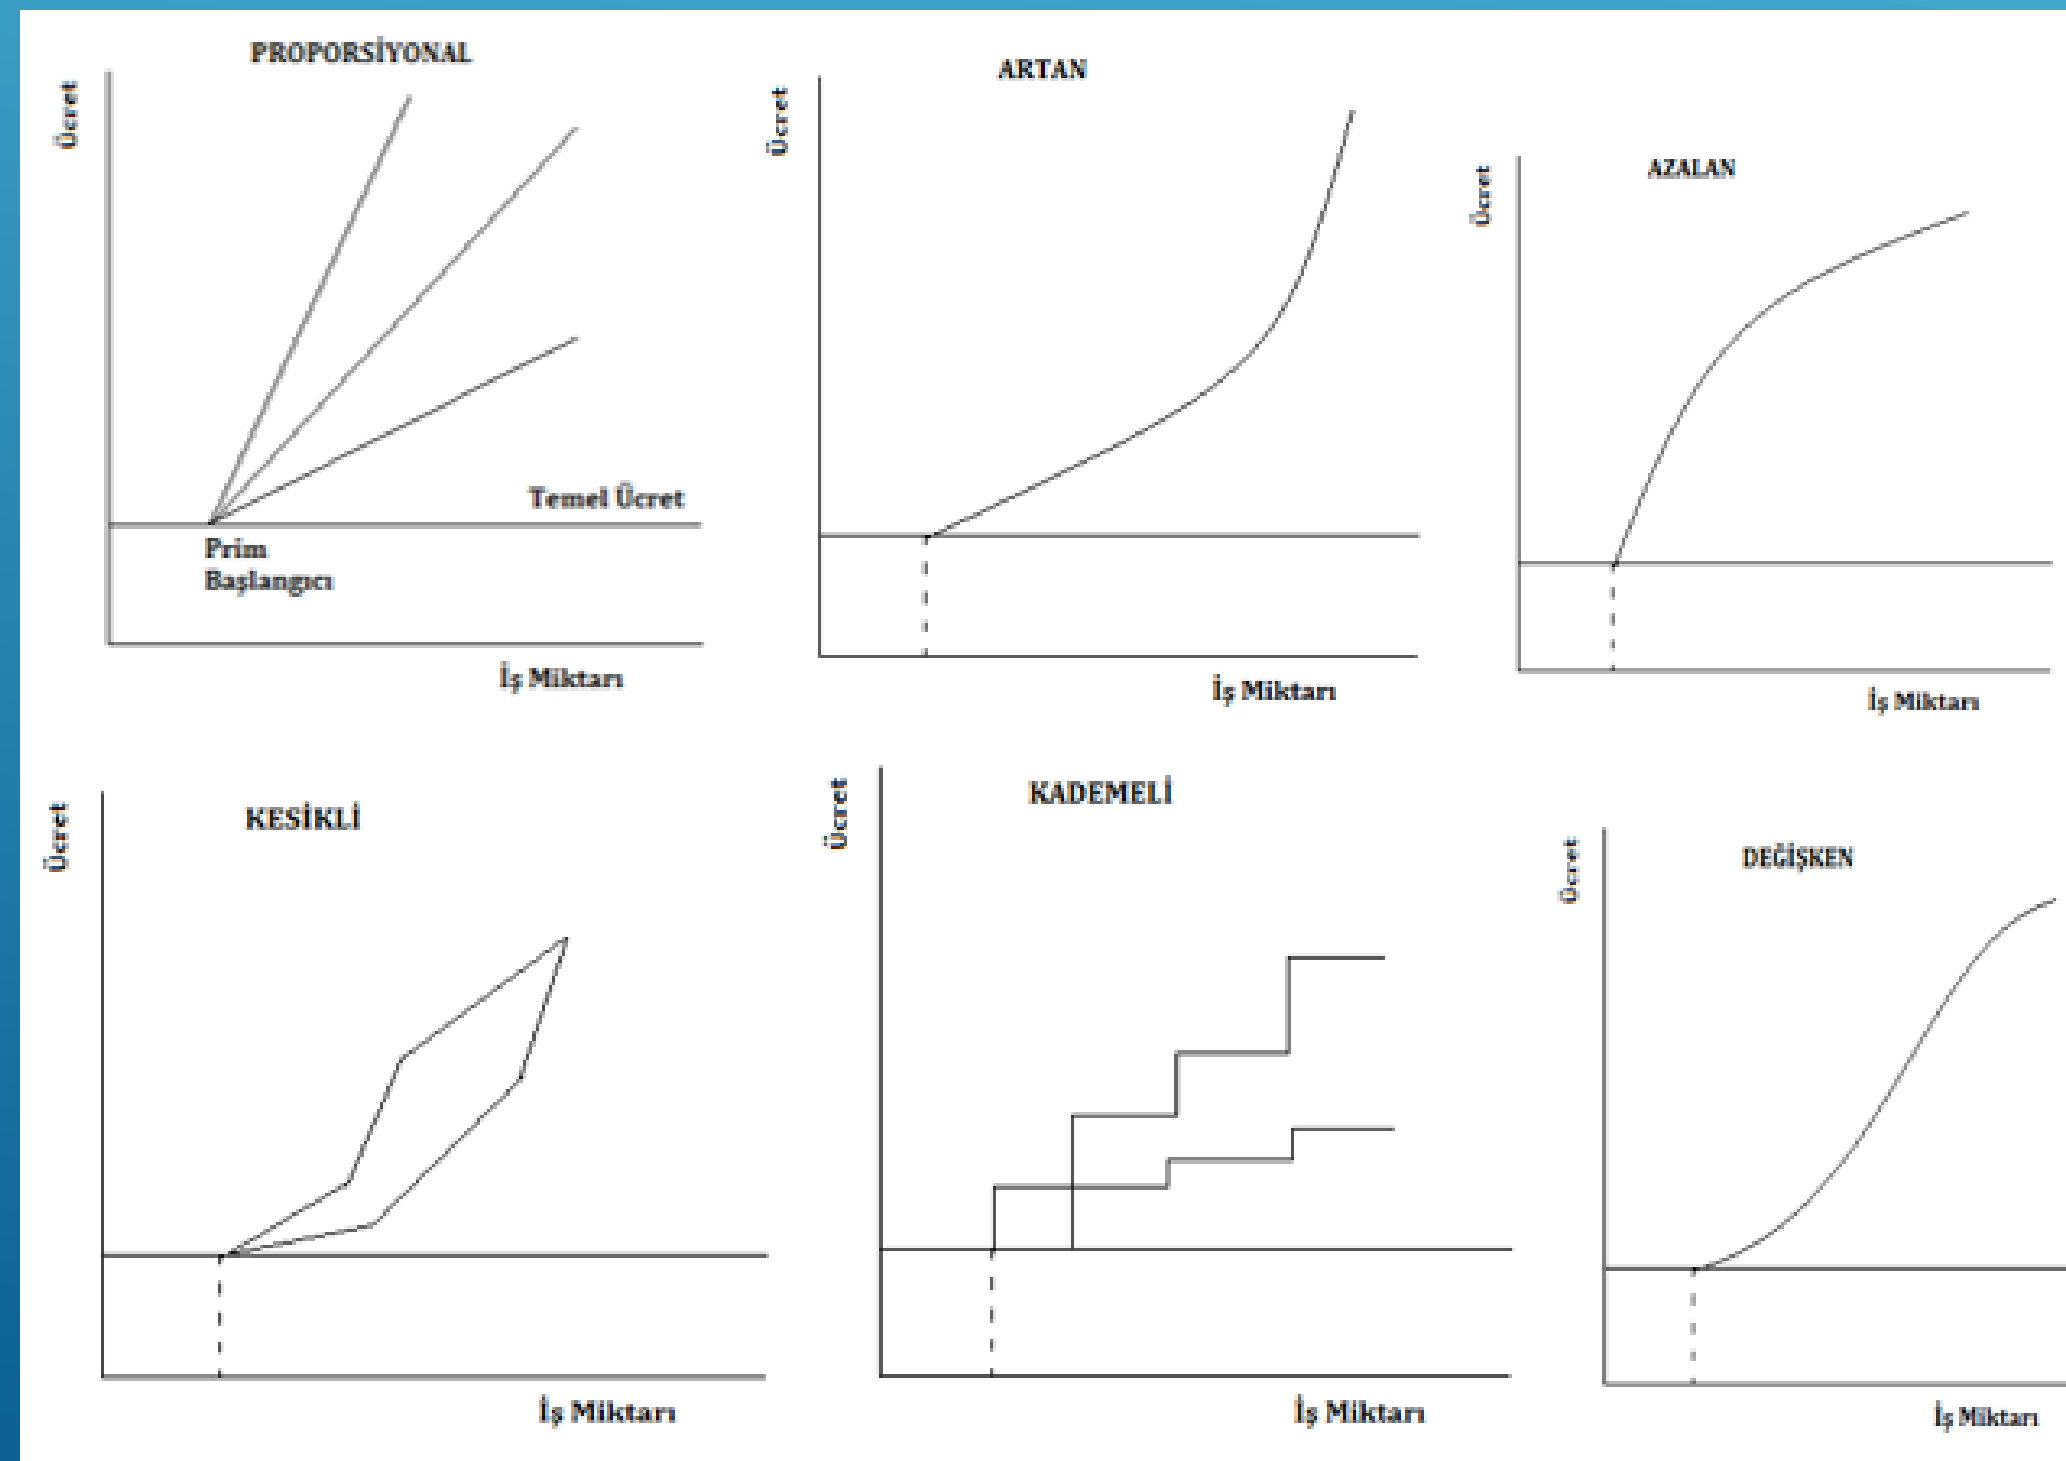 PROPORSİYONAL
Ücret
Temel Ücret
Prim
Başlangıcı
İş Miktarı
ARTAN
Ücret
İş Miktarı
AZALAN
Ücret
İş Miktarı
KESİKLİ
Ücret
İş Miktarı
KADEMELİ
Ücret
İş Miktarı
DEĞİŞKEN
Ücret
İş Miktarı